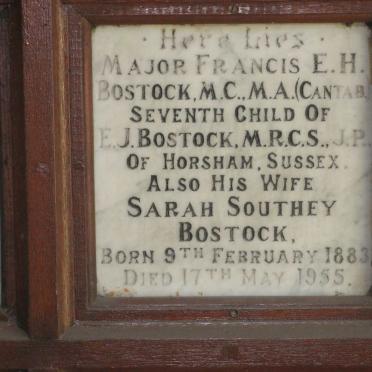 · Here Lies ·
Major Francis E. H.
Bostock, M.C., M.A. (Cantab.)
Seventh Child Of
E. J. Bostock, M.R.C.S., J.P.
Of Horsham, Sussex.
Also His Wife
Sarah Southey
Bostock,
Born 9th February 1883,
Died 17th May 1955.